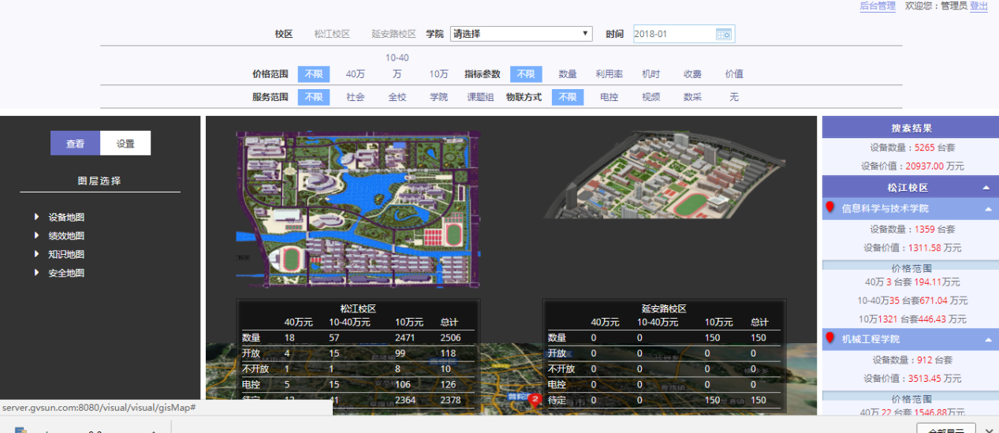 后台管理 欢迎您：管理员 登出
校区 松江校区 延安路校区 学院 请选择 时间 2018-01
价格范围 不限 40万 10-40万 10万 指标参数 不限 数量 利用率 机时 收费 价值
服务范围 不限 社会 全校 学院 课题组 物联方式 不限 电控 视频 数采 无
查看 设置
图层选择
设备地图
绩效地图
知识地图
安全地图
松江校区
40万元 10-40万元 10万元 总计
数量 18 57 2471 2506
开放 4 15 99 118
不开放 1 1 8 10
电控 5 15 106 126
待定 41 2364 2378
普陀区
2
延安路校区
40万元 10-40万元 10万元 总计
数量 0 0 150 150
开放 0 0 0 0
不开放 0 0 0 0
电控 0 0 0 0
待定 0 0 150 150
搜索结果
设备数量：5265 台套
设备价值：20937.00 万元
松江校区
信息科学与技术学院
设备数量：1359 台套
设备价值：1311.58 万元
价格范围
40万 3 台套 194.11万元
10-40万35 台套671.04 万元
10万1321 台套446.43 万元
机械工程学院
设备数量：912 台套
设备价值：3513.45 万元
价格范围
40万 22 台套 1546.88万元
server.gvsun.com:8080/visual/visual/gisMap#
全部显示